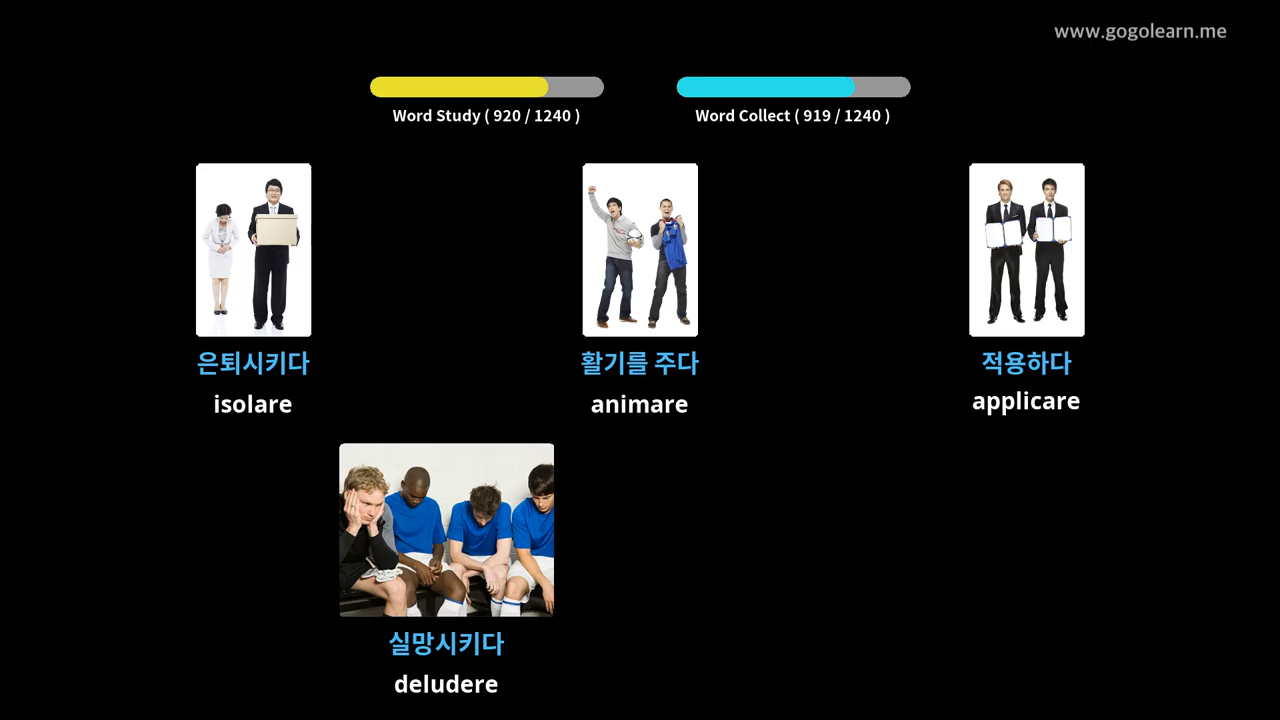 www.gogolearn.me
Word Study ( 920 / 1240 )
Word Collect ( 919 / 1240 )
은퇴시키다
활기를 주다
적용하다
isolare
animare
applicare
실망시키다
deludere